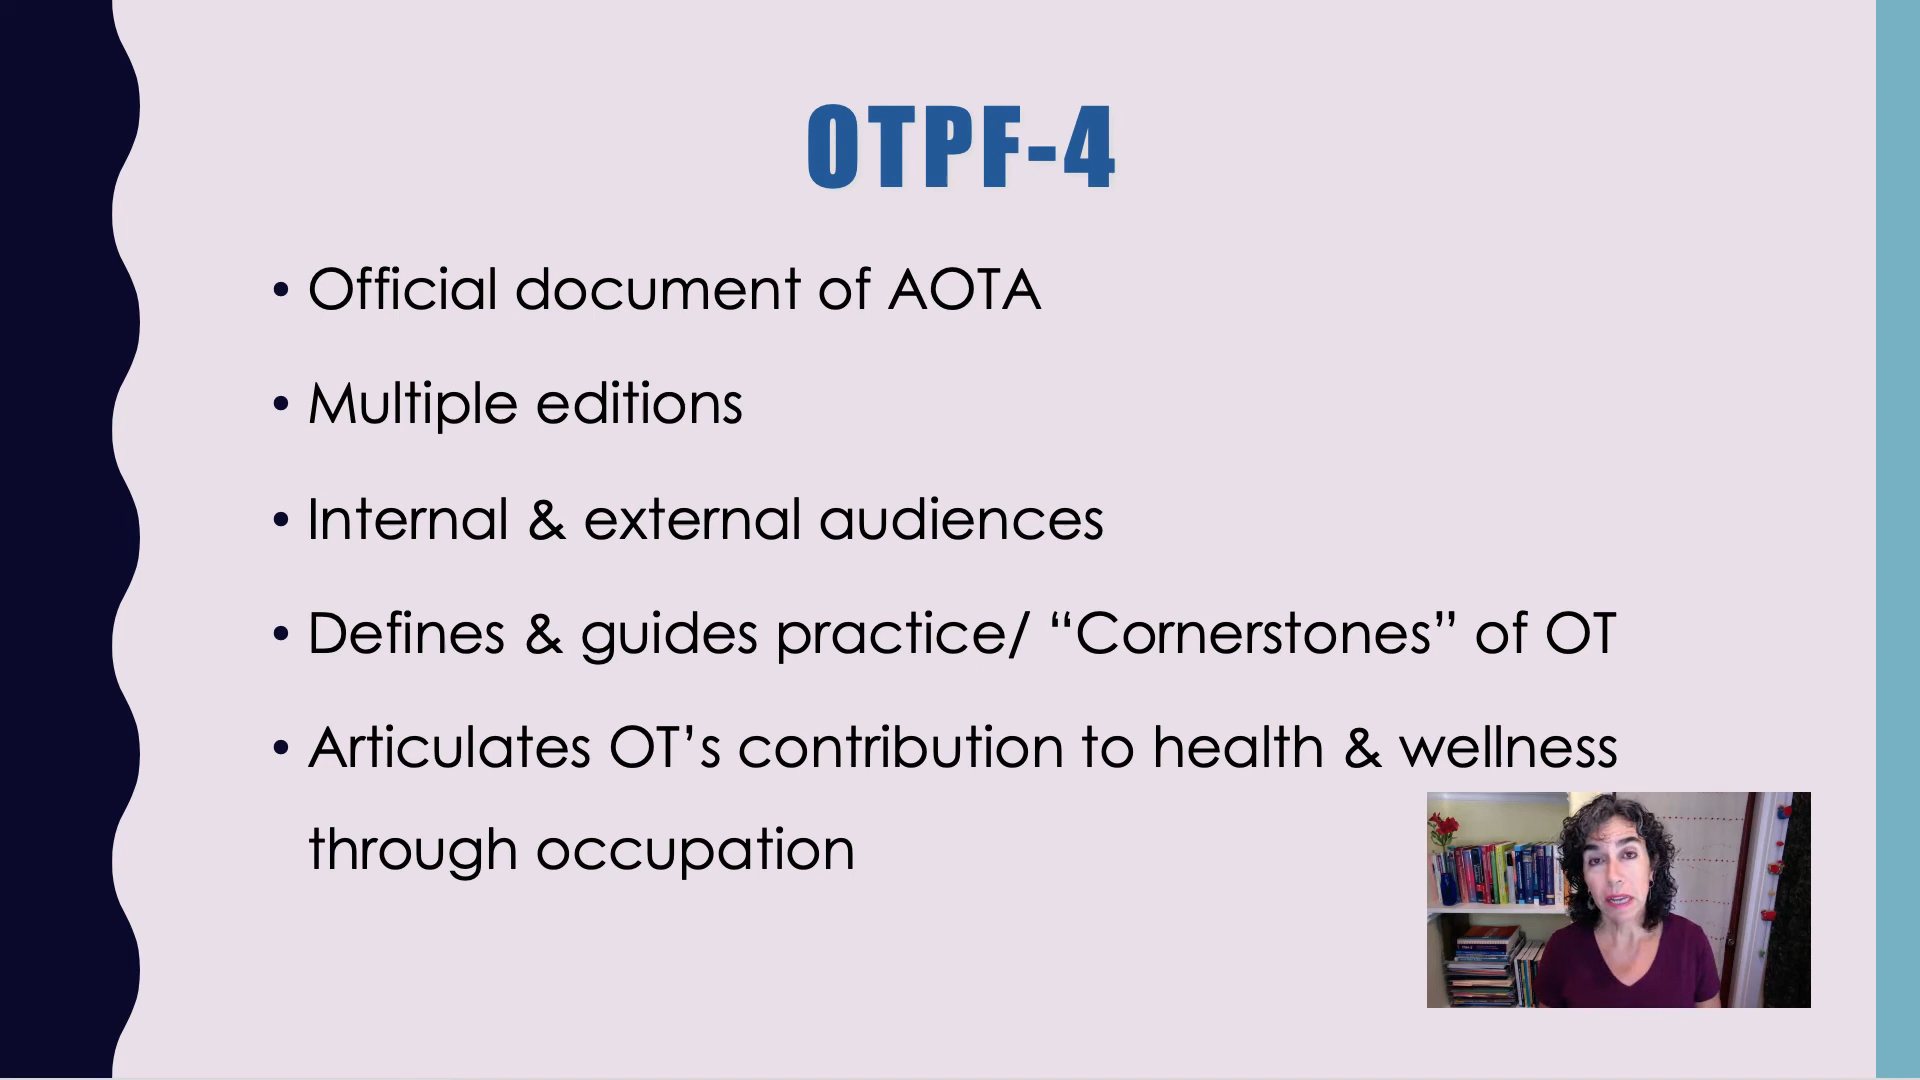 OTPF-4
• Official document of AOTA
• Multiple editions
• Internal & external audiences
• Defines & guides practice/ “Cornerstones” of OT
• Articulates OT’s contribution to health & wellness
through occupation